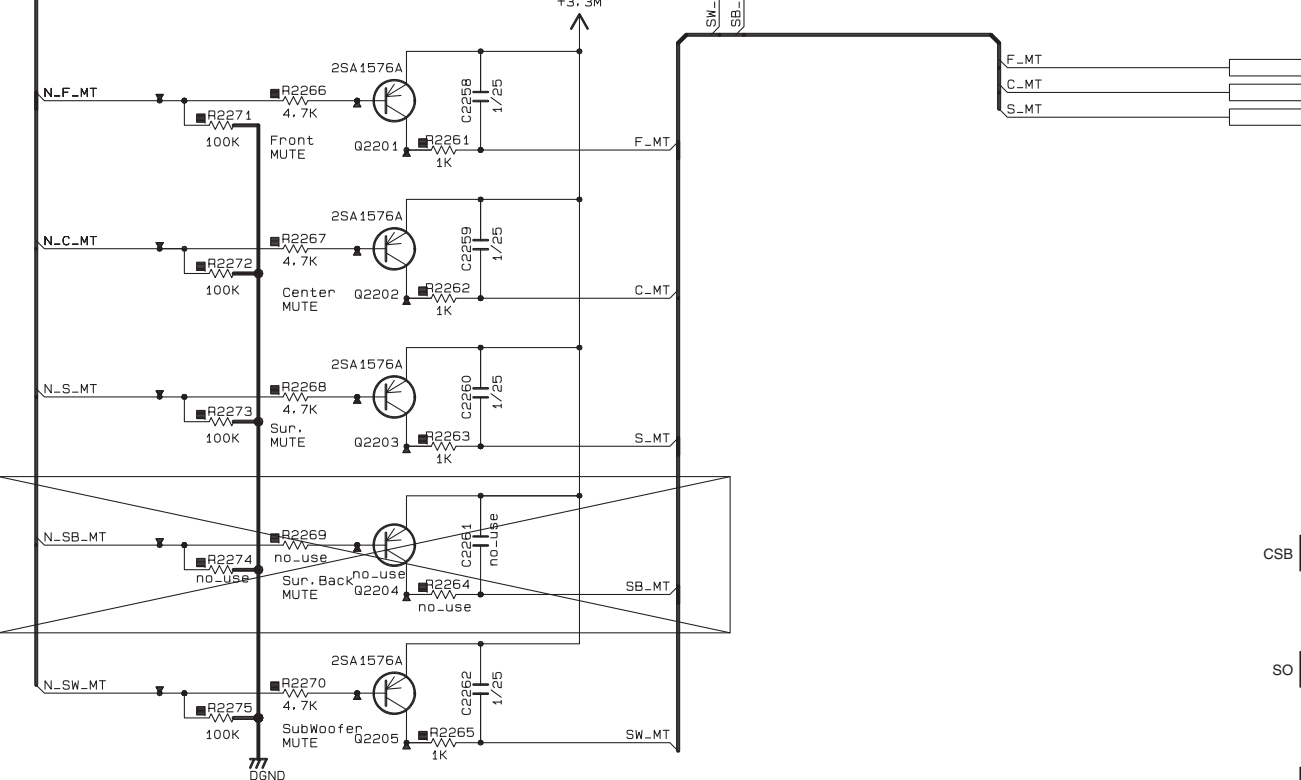 +3.3M
SW_
SB_
F_MT
C_MT
S_MT
2SA1576A
N_F_MT
R2266
4.7K
C2258
1/25
R2271
100K
Front
MUTE
Q2201
R2261
1K
F_MT
2SA1576A
N_C_MT
R2267
4.7K
C2259
1/25
R2272
100K
Center
MUTE
Q2202
R2262
1K
C_MT
2SA1576A
N_S_MT
R2268
4.7K
C2260
1/25
R2273
100K
Sur.
MUTE
Q2203
R2263
1K
S_MT
N_SB_MT
R2269
no_use
C2261
no_use
R2274
no_use
Sur.Back
MUTE
no_use
Q2204
R2264
no_use
SB_MT
CSB
2SA1576A
N_SW_MT
R2270
4.7K
C2262
1/25
SO
R2275
100K
SubWoofer
MUTE
Q2205
R2265
1K
SW_MT
DGND